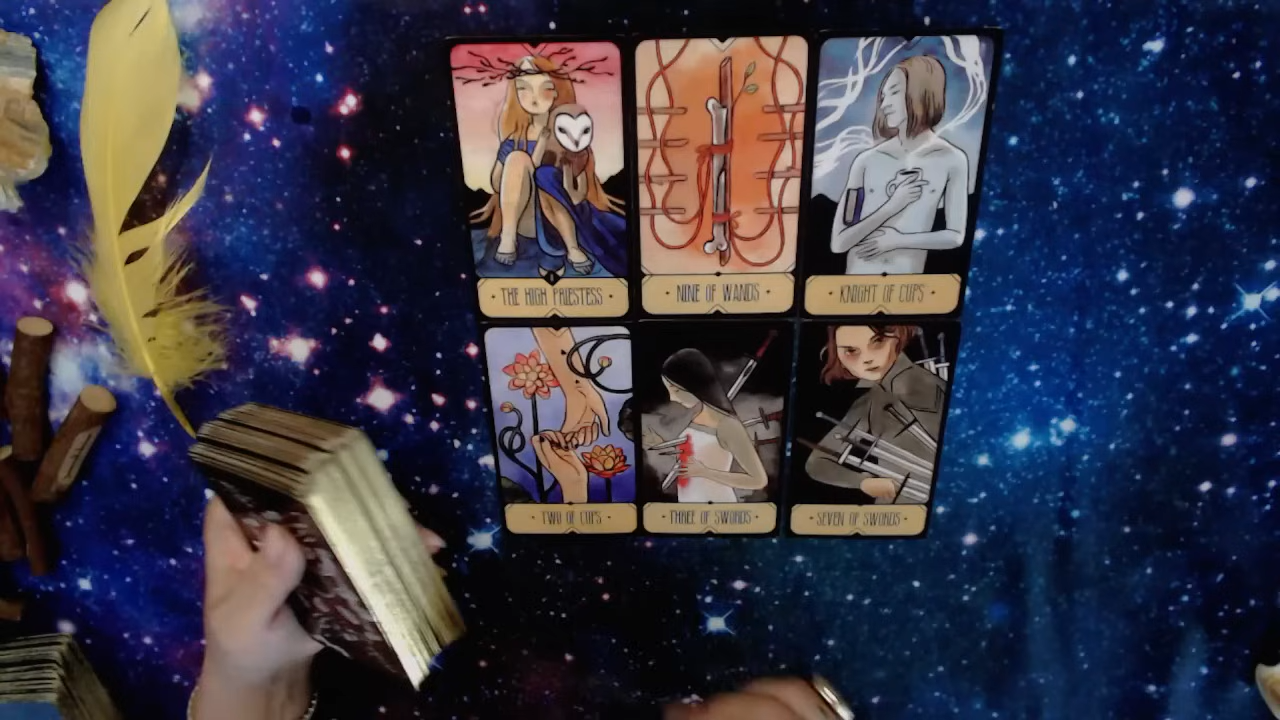 · THE HIGH PRIESTESS ·
· NINE OF WANDS ·
· KNIGHT OF CUPS ·
· TWO OF CUPS ·
· THREE OF SWORDS ·
· SEVEN OF SWORDS ·